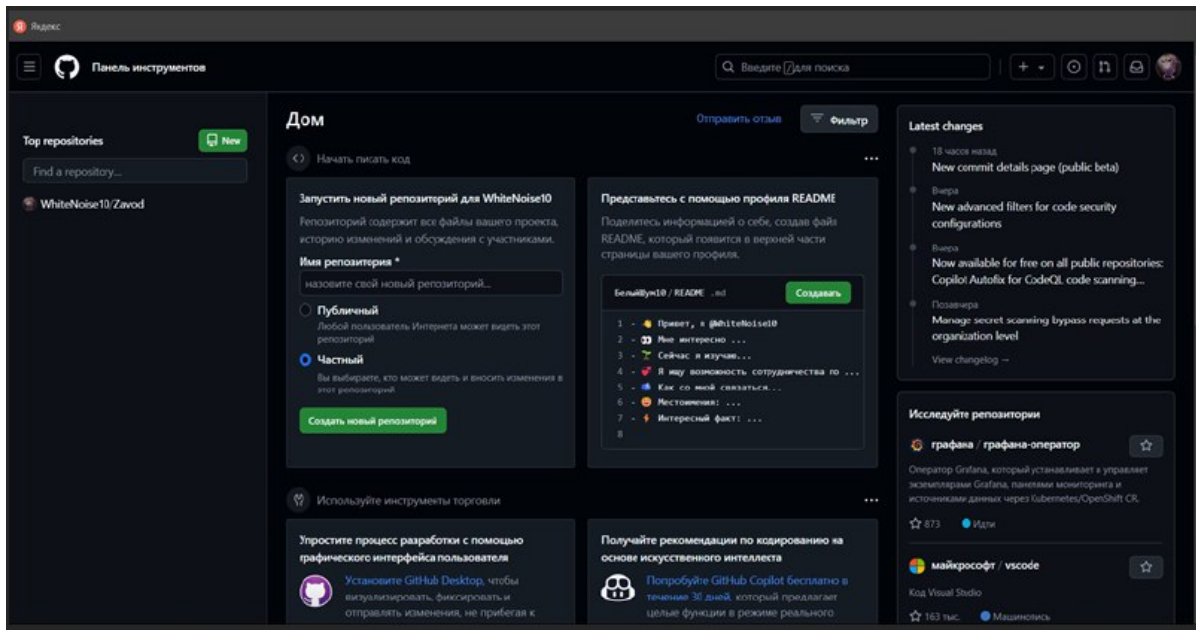 Яндекс
Панель инструментов
Введите / для поиска
Top repositories
New
Find a repository...
WhiteNoise10/Zavod
Дом
Отправить отзыв
Фильтр
Начать писать код
Запустить новый репозиторий для WhiteNoise10
Репозиторий содержит все файлы вашего проекта,
историю изменений и обсуждения с участниками.
Имя репозитория *
назовите свой новый репозиторий...
Публичный
Любой пользователь Интернета может видеть этот
репозиторий
Частный
Вы выбираете, кто может видеть и вносить изменения в
этот репозиторий
Создать новый репозиторий
Представьтесь с помощью профиля README
Поделитесь информацией о себе, создав файл
README, который появится в верхней части
страницы вашего профиля.
БелыйШум10 / README .md
Создавать
1 - 👋 Привет, я @WhiteNoise10
2 - 👀 Мне интересно ...
3 - 🌱 Сейчас я изучаю...
4 - 💞️ Я ищу возможность сотрудничества по ...
5 - 📫 Как со мной связаться...
6 - 😄 Местоимения: ...
7 - ⚡ Интересный факт: ...
8
Используйте инструменты торговли
Упростите процесс разработки с помощью
графического интерфейса пользователя
Установите GitHub Desktop, чтобы
визуализировать, фиксировать и
отправлять изменения, не прибегая к
Получайте рекомендации по кодированию на
основе искусственного интеллекта
Попробуйте GitHub Copilot бесплатно в
течение 30 дней, который предлагает
целые функции в режиме реального
Latest changes
18 часов назад
New commit details page (public beta)
Вчера
New advanced filters for code security
configurations
Вчера
Now available for free on all public repositories:
Copilot Autofix for CodeQL code scanning...
Позавчера
Manage secret scanning bypass requests at the
organization level
View changelog →
Исследуйте репозитории
графана / графана-оператор
Оператор Grafana, который устанавливает и управляет
экземплярами Grafana, панелями мониторинга и
источниками данных через Kubernetes/OpenShift CR.
873
Идти
майкрософт / vscode
Код Visual Studio
163 тыс.
Машинопись